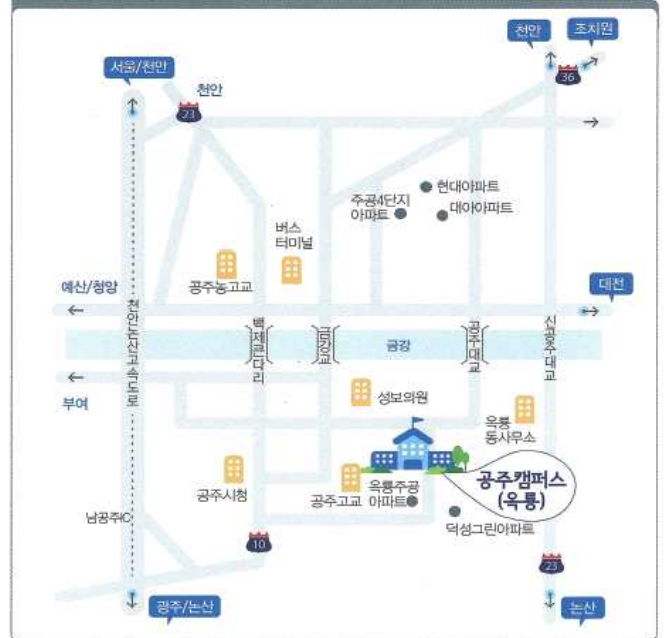 천안
조치원
서울/천안
36
천안
23
현대아파트
주공4단지
아파트
대아아파트
버스
터미널
공주농고교
예산/청양
대전
천안논산고속도로
백제큰다리
금강교
금강
공주대교
신공주대교
부여
성보의원
옥룡
동사무소
공주캠퍼스
(옥룡)
공주시청
공주고교
옥룡주공
아파트
남공주IC
덕성그린아파트
10
23
광주/논산
논산